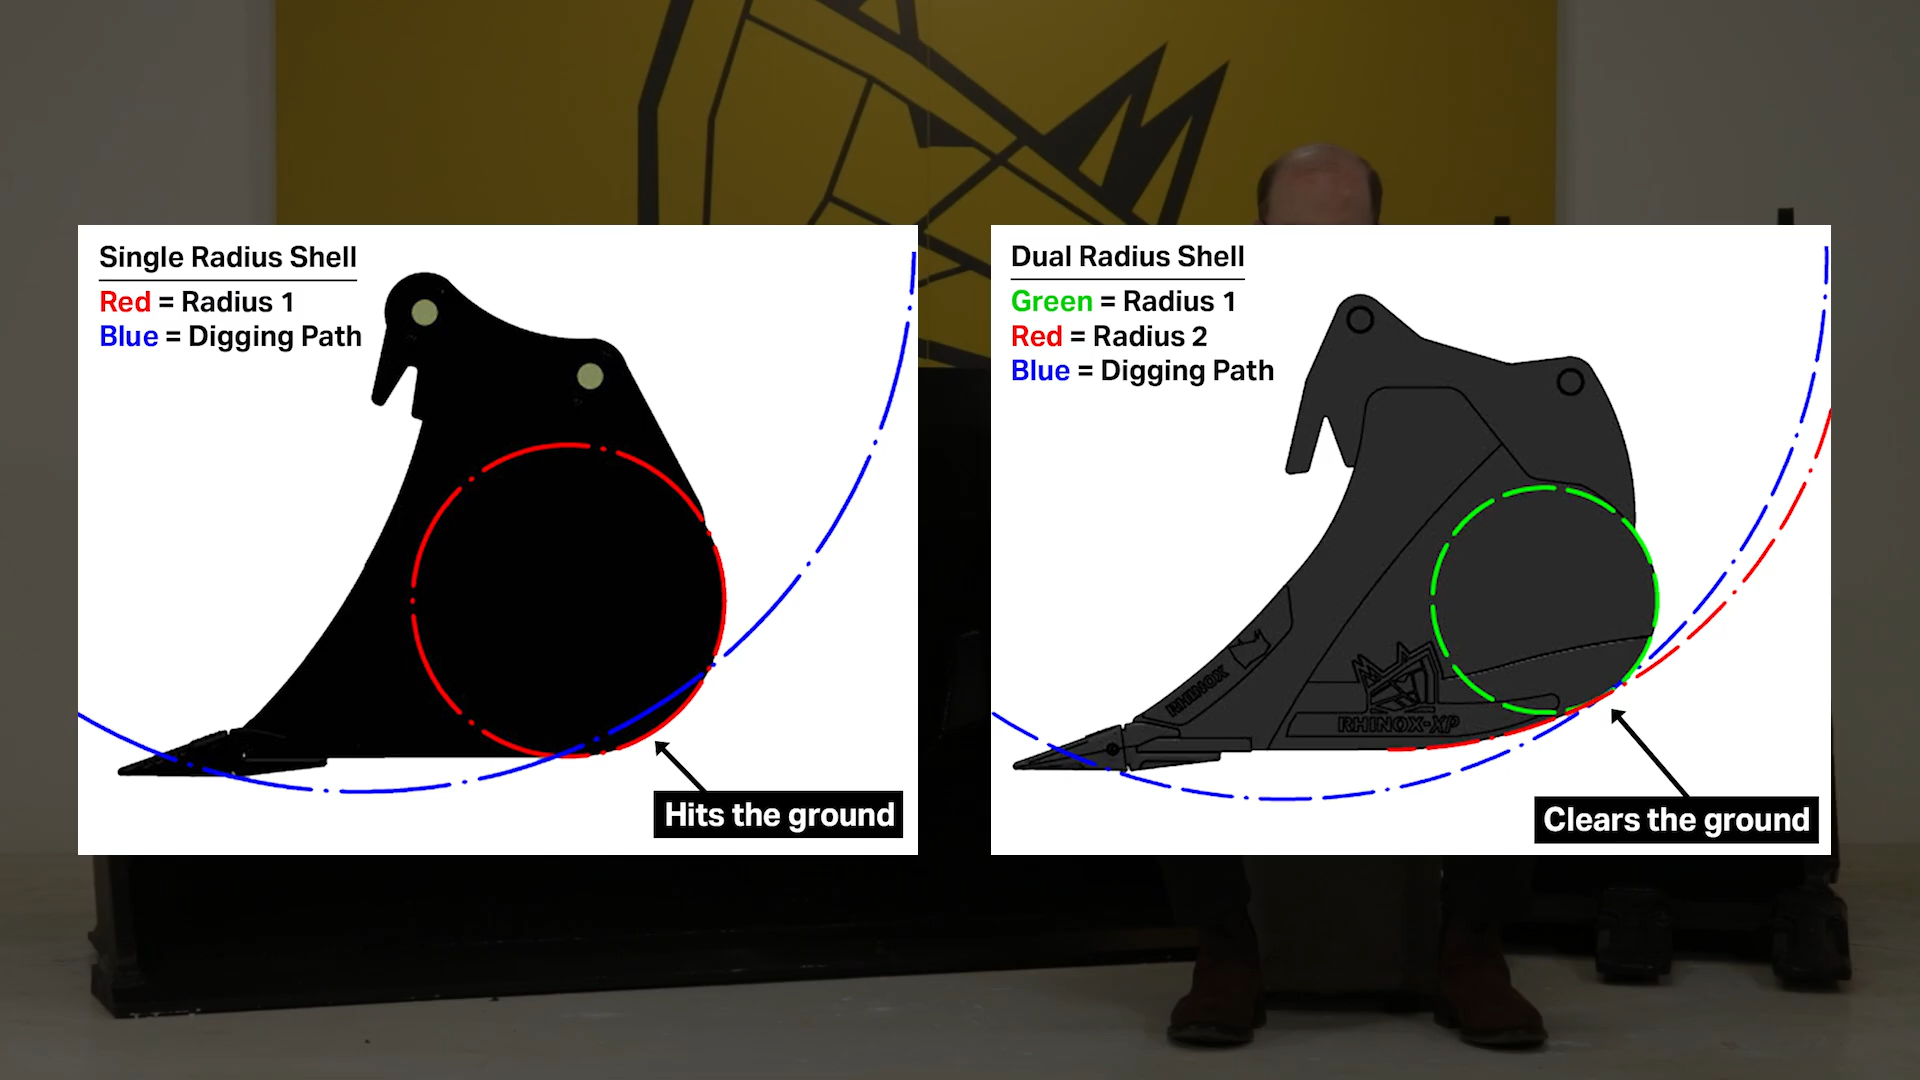 Single Radius Shell
Red = Radius 1
Blue = Digging Path
Hits the ground
Dual Radius Shell
Green = Radius 1
Red = Radius 2
Blue = Digging Path
RHINOX
RHINOX-XP
Clears the ground